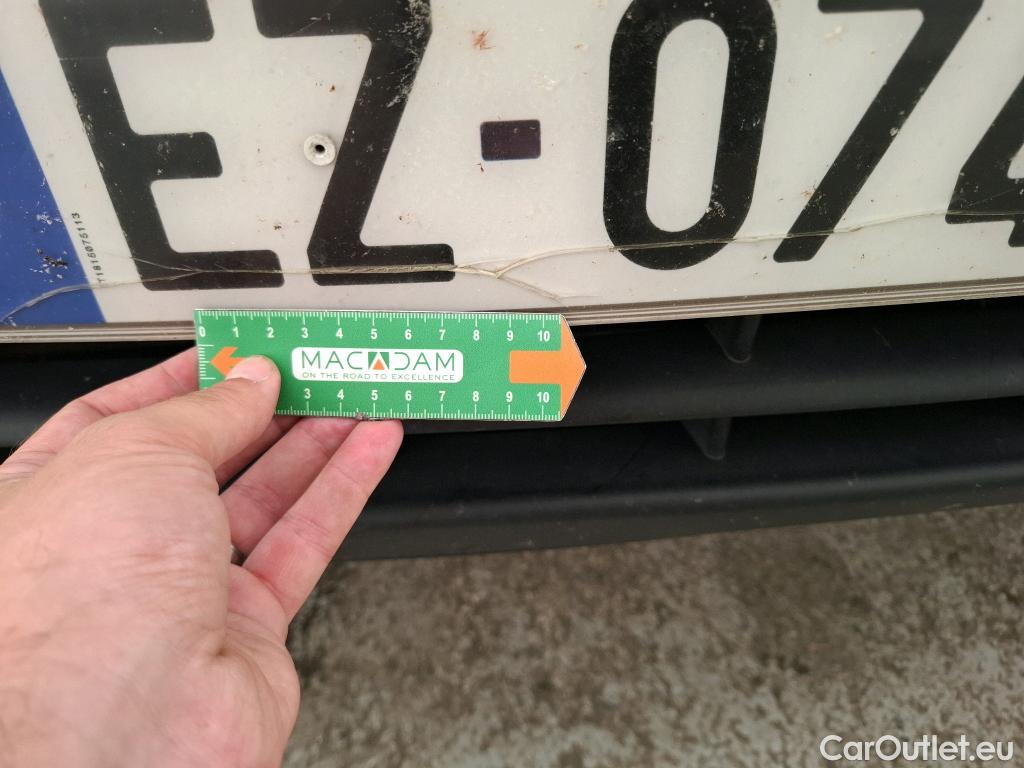 EZ-074
T1815075113
0 1 2 3 4 5 6 7 8 9 10
MACADAM
ON THE ROAD TO EXCELLENCE
3 4 5 6 7 8 9 10
CarOutlet.eu